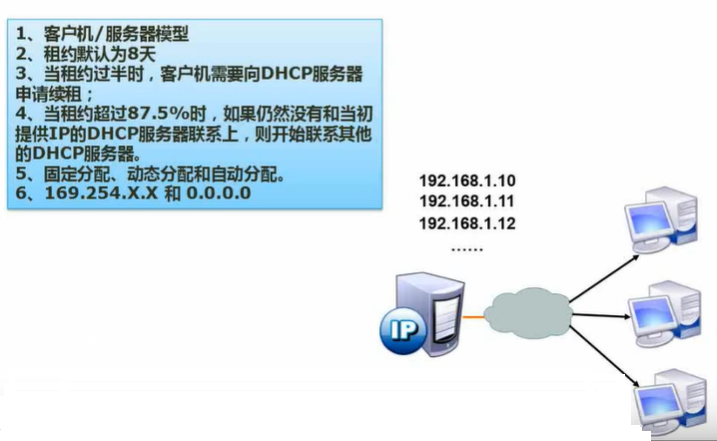 1、客户机/服务器模型
2、租约默认为8天
3、当租约过半时，客户机需要向DHCP服务器
申请续租；
4、当租约超过87.5%时，如果仍然没有和当初
提供IP的DHCP服务器联系上，则开始联系其他
的DHCP服务器。
5、固定分配、动态分配和自动分配。
6、169.254.X.X 和 0.0.0.0
192.168.1.10
192.168.1.11
192.168.1.12
……
IP